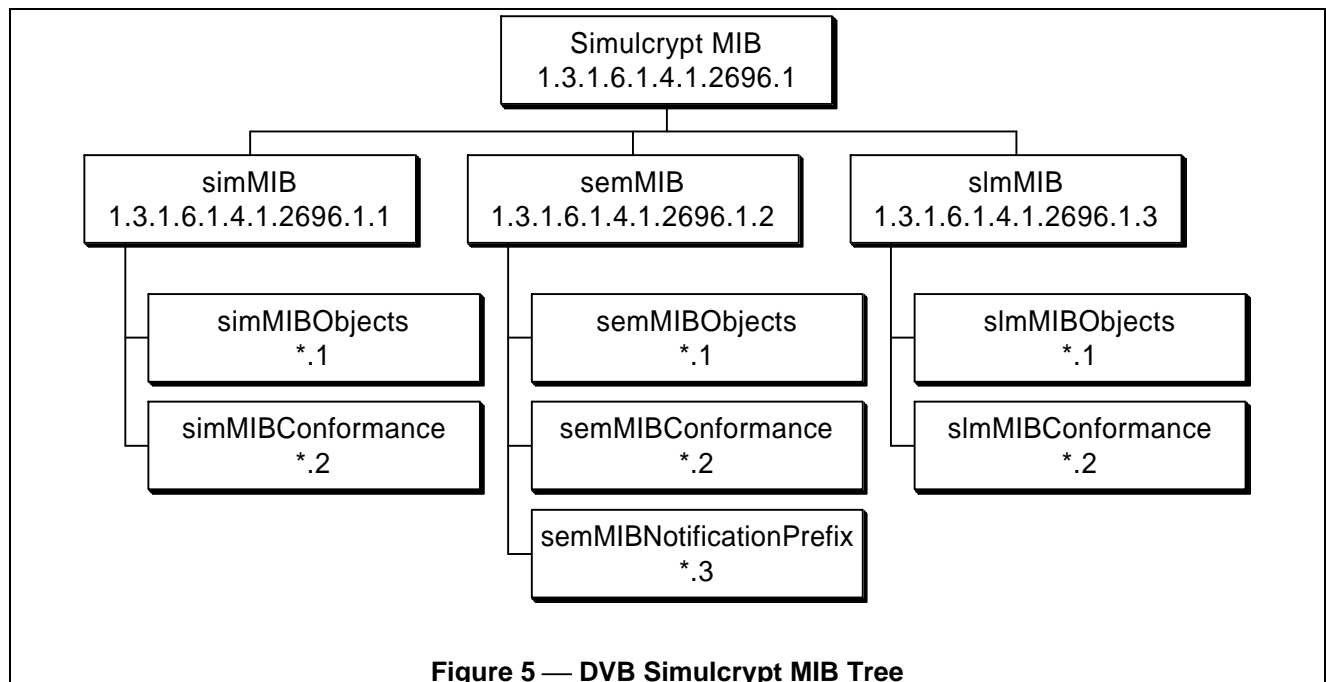 Simulcrypt MIB
1.3.1.6.1.4.1.2696.1
simMIB
1.3.1.6.1.4.1.2696.1.1
semMIB
1.3.1.6.1.4.1.2696.1.2
slmMIB
1.3.1.6.1.4.1.2696.1.3
simMIBObjects
*.1
semMIBObjects
*.1
slmMIBObjects
*.1
simMIBConformance
*.2
semMIBConformance
*.2
slmMIBConformance
*.2
semMIBNotificationPrefix
*.3
Figure 5 — DVB Simulcrypt MIB Tree